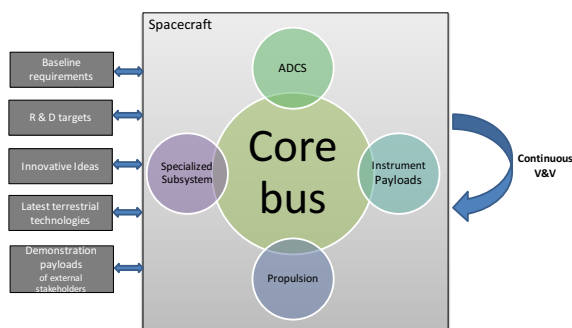 Spacecraft
Baseline
requirements
R & D targets
Innovative Ideas
Latest terrestrial
technologies
Demonstration
payloads
of external
stakeholders
ADCS
Specialized
Subsystem
Core
bus
Instrument
Payloads
Propulsion
Continuous
V&V